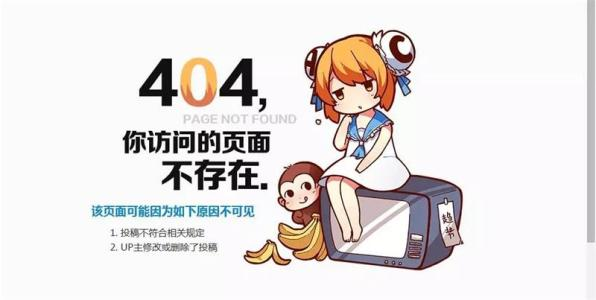 404,
PAGE NOT FOUND
你访问的页面
不存在.
该页面可能因为如下原因不可见
1. 投稿不符合相关规定
2. UP主修改或删除了投稿
C